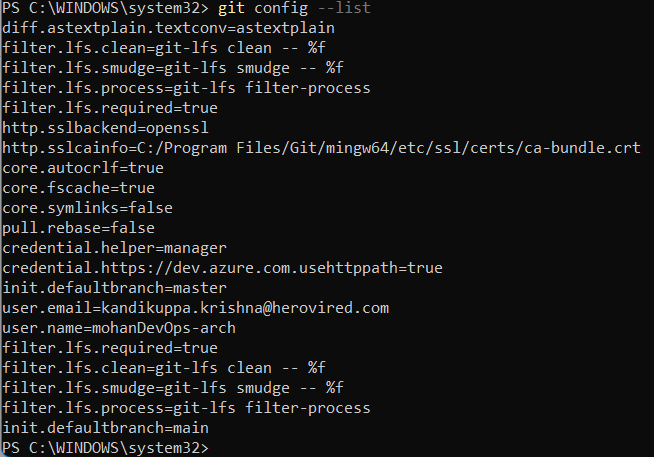 PS C:\WINDOWS\system32> git config --list
diff.astextplain.textconv=astextplain
filter.lfs.clean=git-lfs clean -- %f
filter.lfs.smudge=git-lfs smudge -- %f
filter.lfs.process=git-lfs filter-process
filter.lfs.required=true
http.sslbackend=openssl
http.sslcainfo=C:/Program Files/Git/mingw64/etc/ssl/certs/ca-bundle.crt
core.autocrlf=true
core.fscache=true
core.symlinks=false
pull.rebase=false
credential.helper=manager
credential.https://dev.azure.com.usehttppath=true
init.defaultbranch=master
user.email=kandikuppa.krishna@herovired.com
user.name=mohanDevOps-arch
filter.lfs.required=true
filter.lfs.clean=git-lfs clean -- %f
filter.lfs.smudge=git-lfs smudge -- %f
filter.lfs.process=git-lfs filter-process
init.defaultbranch=main
PS C:\WINDOWS\system32>